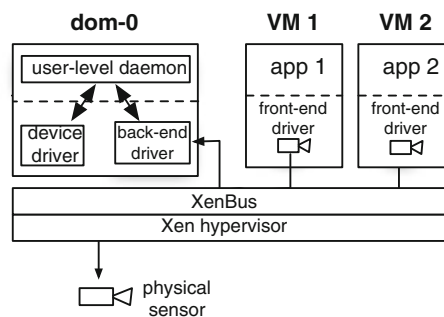 dom-0
VM 1
VM 2
user-level daemon
device
driver
back-end
driver
app 1
front-end
driver
app 2
front-end
driver
XenBus
Xen hypervisor
physical
sensor